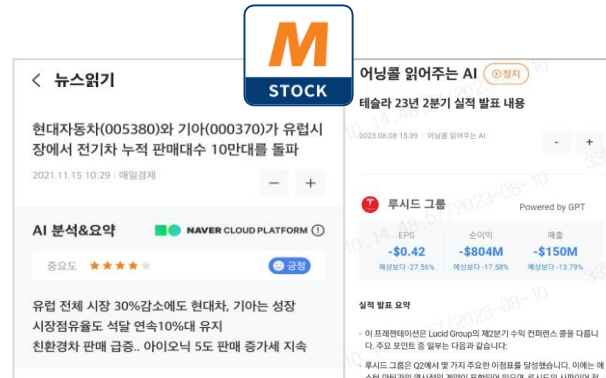 M
STOCK
< 뉴스읽기
현대자동차(005380)와 기아(000370)가 유럽시
장에서 전기차 누적 판매대수 10만대를 돌파
2021.11.15 10:29 | 매일경제
− +
AI 분석&요약
NAVER CLOUD PLATFORM
중요도 ★★★★★
긍정
유럽 전체 시장 30%감소에도 현대차, 기아는 성장
시장점유율도 석달 연속10%대 유지
친환경차 판매 급증.. 아이오닉 5도 판매 증가세 지속
어닝콜 읽어주는 AI
정지
테슬라 23년 2분기 실적 발표 내용
2023.08.08 15:39 어닝콜 읽어주는 AI
- +
루시드 그룹
Powered by GPT
EPS 순이익 매출
-$0.42 -$804M -$150M
예상보다 -27.56% 예상보다 -17.58% 예상보다 -13.79%
실적 발표 요약
- 이 프레젠테이션은 Lucid Group의 제2분기 수익 컨퍼런스 콜을 다룹니
다. 주요 포인트 중 일부는 다음과 같습니다:
- 루시드 그룹은 Q2에서 몇 가지 주요한 이정표를 달성했습니다. 이에는 애